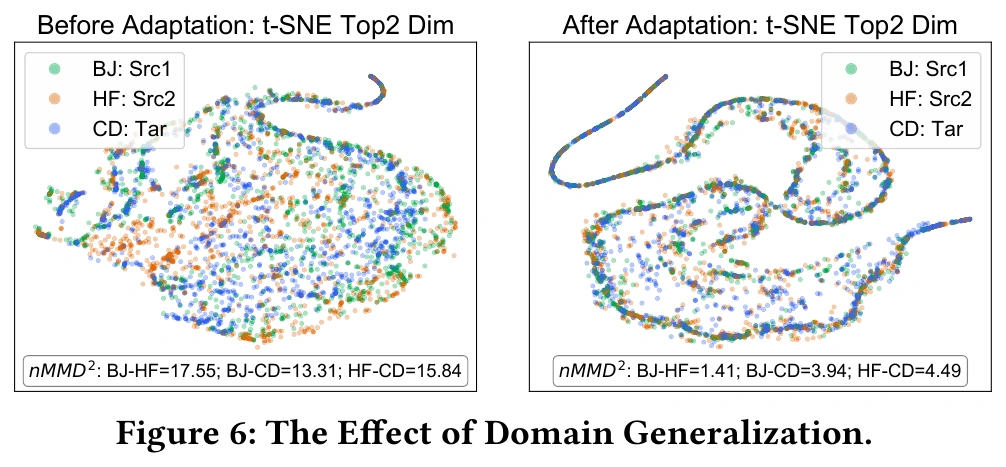 Before Adaptation: t-SNE Top2 Dim
BJ: Src1
HF: Src2
CD: Tar
nMMD²: BJ-HF=17.55; BJ-CD=13.31; HF-CD=15.84
After Adaptation: t-SNE Top2 Dim
BJ: Src1
HF: Src2
CD: Tar
nMMD²: BJ-HF=1.41; BJ-CD=3.94; HF-CD=4.49
Figure 6: The Effect of Domain Generalization.